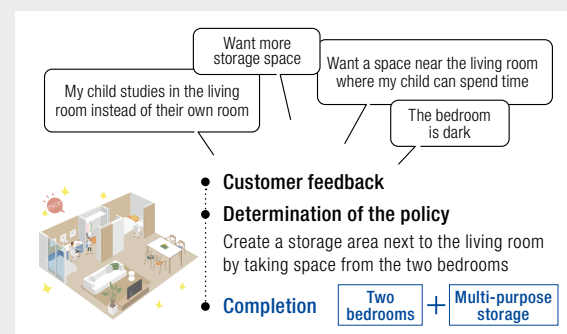 Want more
storage space
Want a space near the living room
where my child can spend time
My child studies in the living
room instead of their own room
The bedroom
is dark
Customer feedback
Determination of the policy
Create a storage area next to the living room
by taking space from the two bedrooms
Completion
Two
bedrooms
+
Multi-purpose
storage